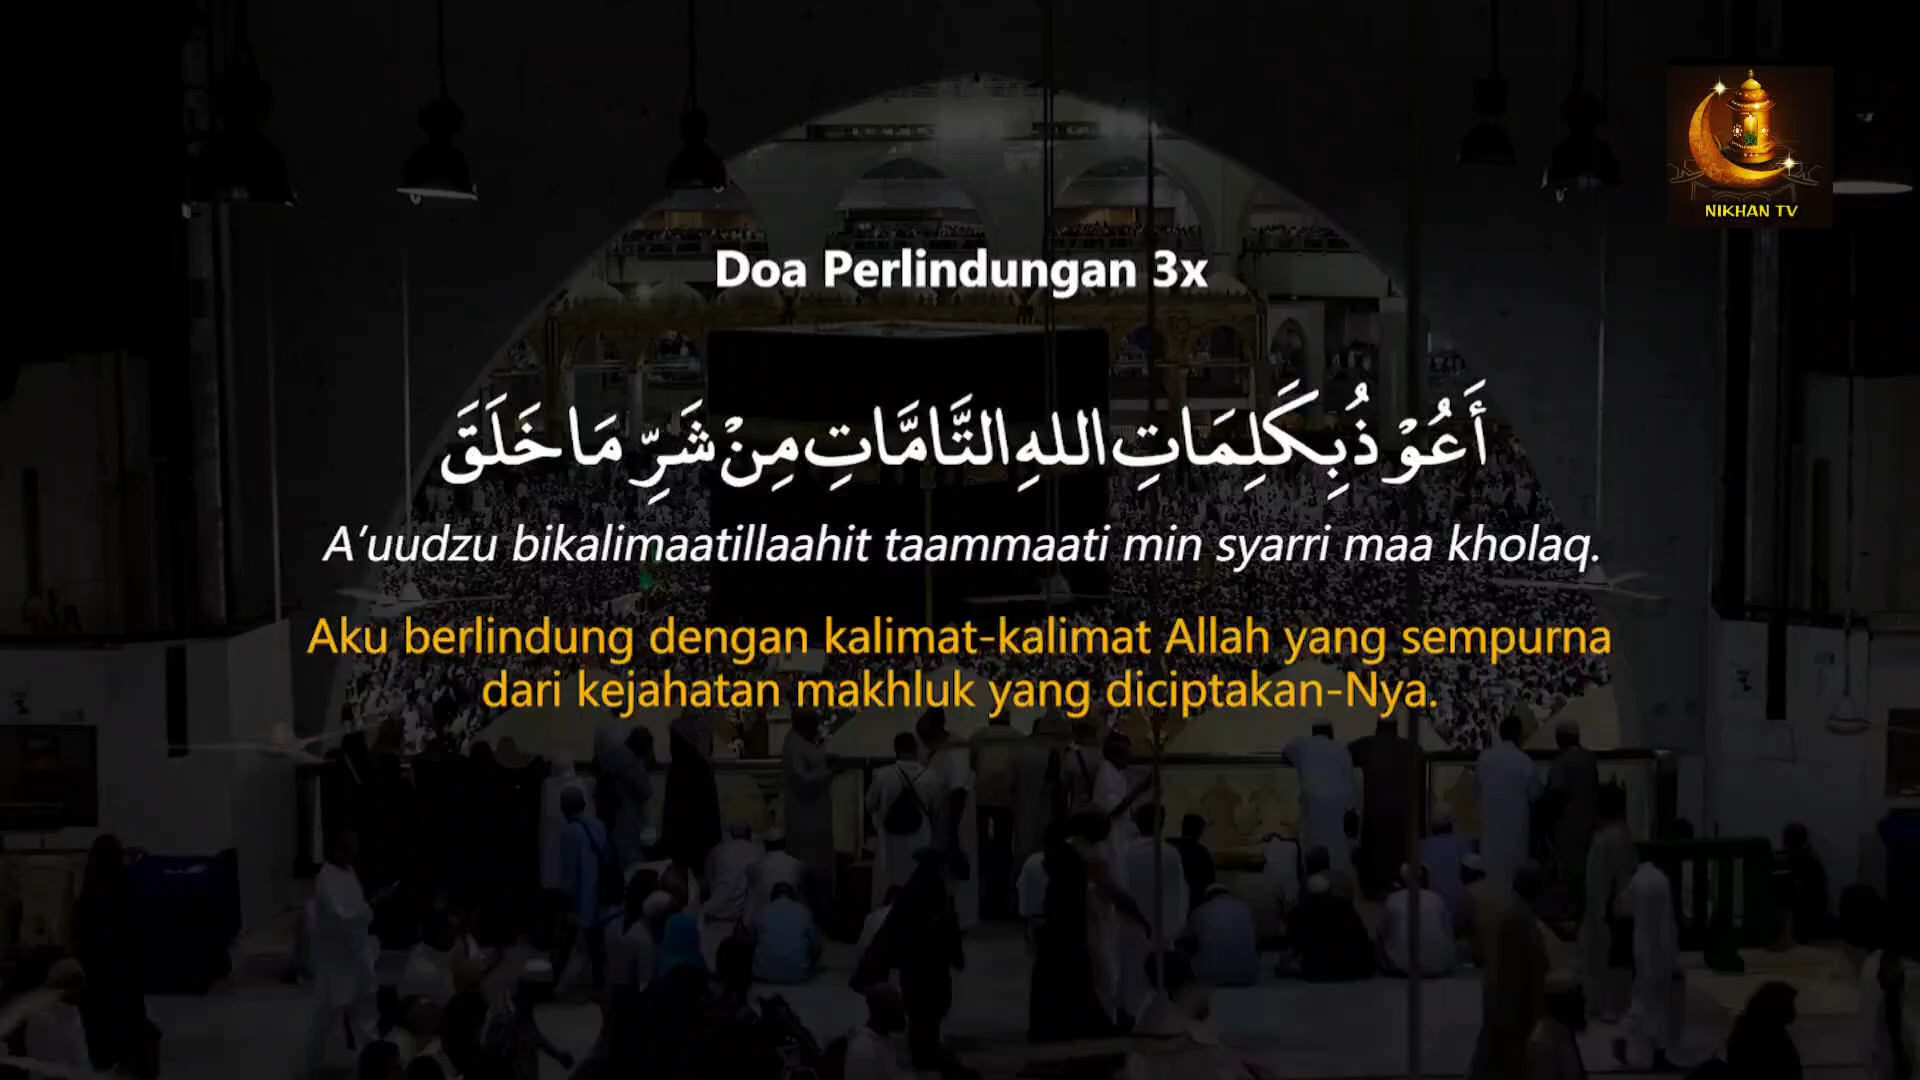 NIKHAN TV
Doa Perlindungan 3x
أَعُوْذُ بِكَلِمَاتِ اللهِ التَّامَّاتِ مِنْ شَرِّ مَا خَلَقَ
A‘uudzu bikalimaatillaahit taammaati min syarri maa kholaq.
Aku berlindung dengan kalimat-kalimat Allah yang sempurna
dari kejahatan makhluk yang diciptakan-Nya.